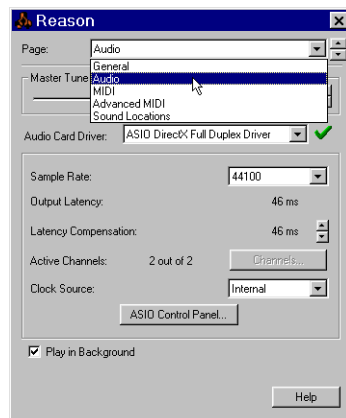 Reason
Page: Audio
General
Audio
Master Tune
MIDI
Advanced MIDI
Sound Locations
Audio Card Driver: ASIO DirectX Full Duplex Driver
Sample Rate: 44100
Output Latency: 46 ms
Latency Compensation: 46 ms
Active Channels: 2 out of 2 Channels...
Clock Source: Internal
ASIO Control Panel...
Play in Background
Help